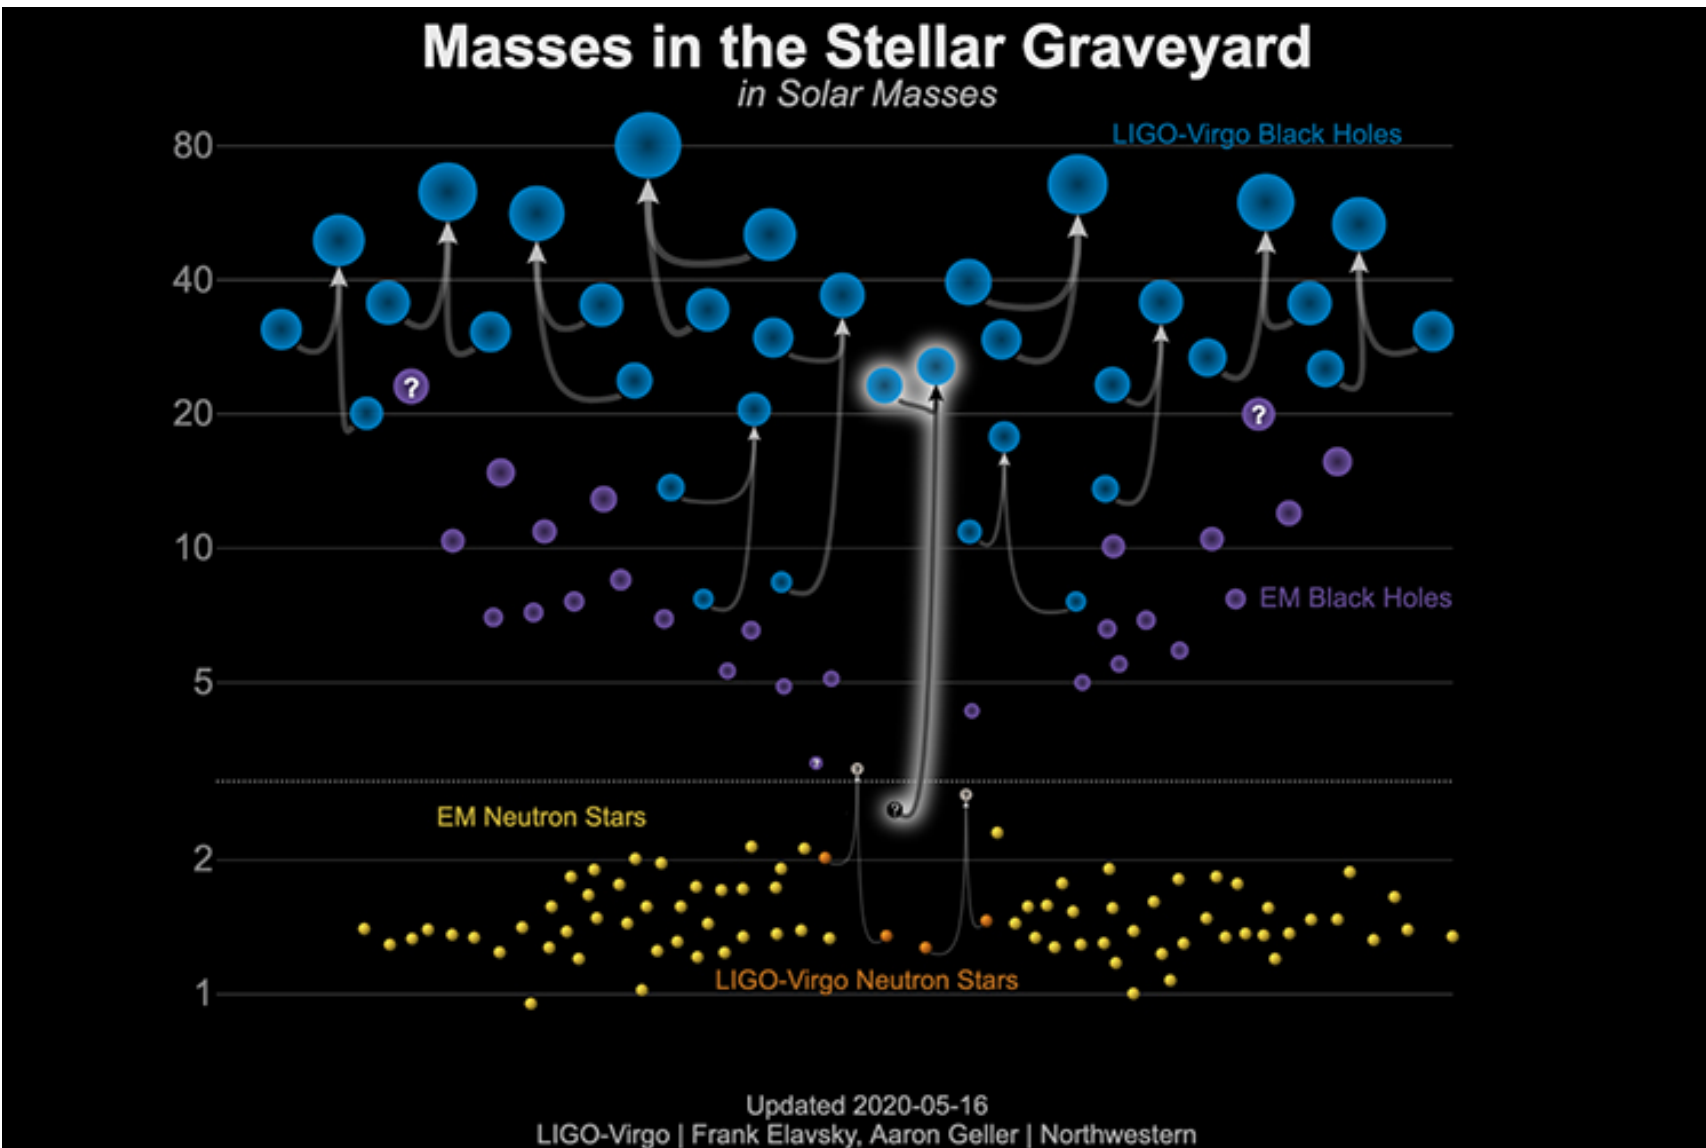 Masses in the Stellar Graveyard
in Solar Masses
LIGO-Virgo Black Holes
80
40
?
20
?
10
EM Black Holes
5
?
?
?
?
EM Neutron Stars
2
LIGO-Virgo Neutron Stars
1
Updated 2020-05-16
LIGO-Virgo | Frank Elavsky, Aaron Geller | Northwestern